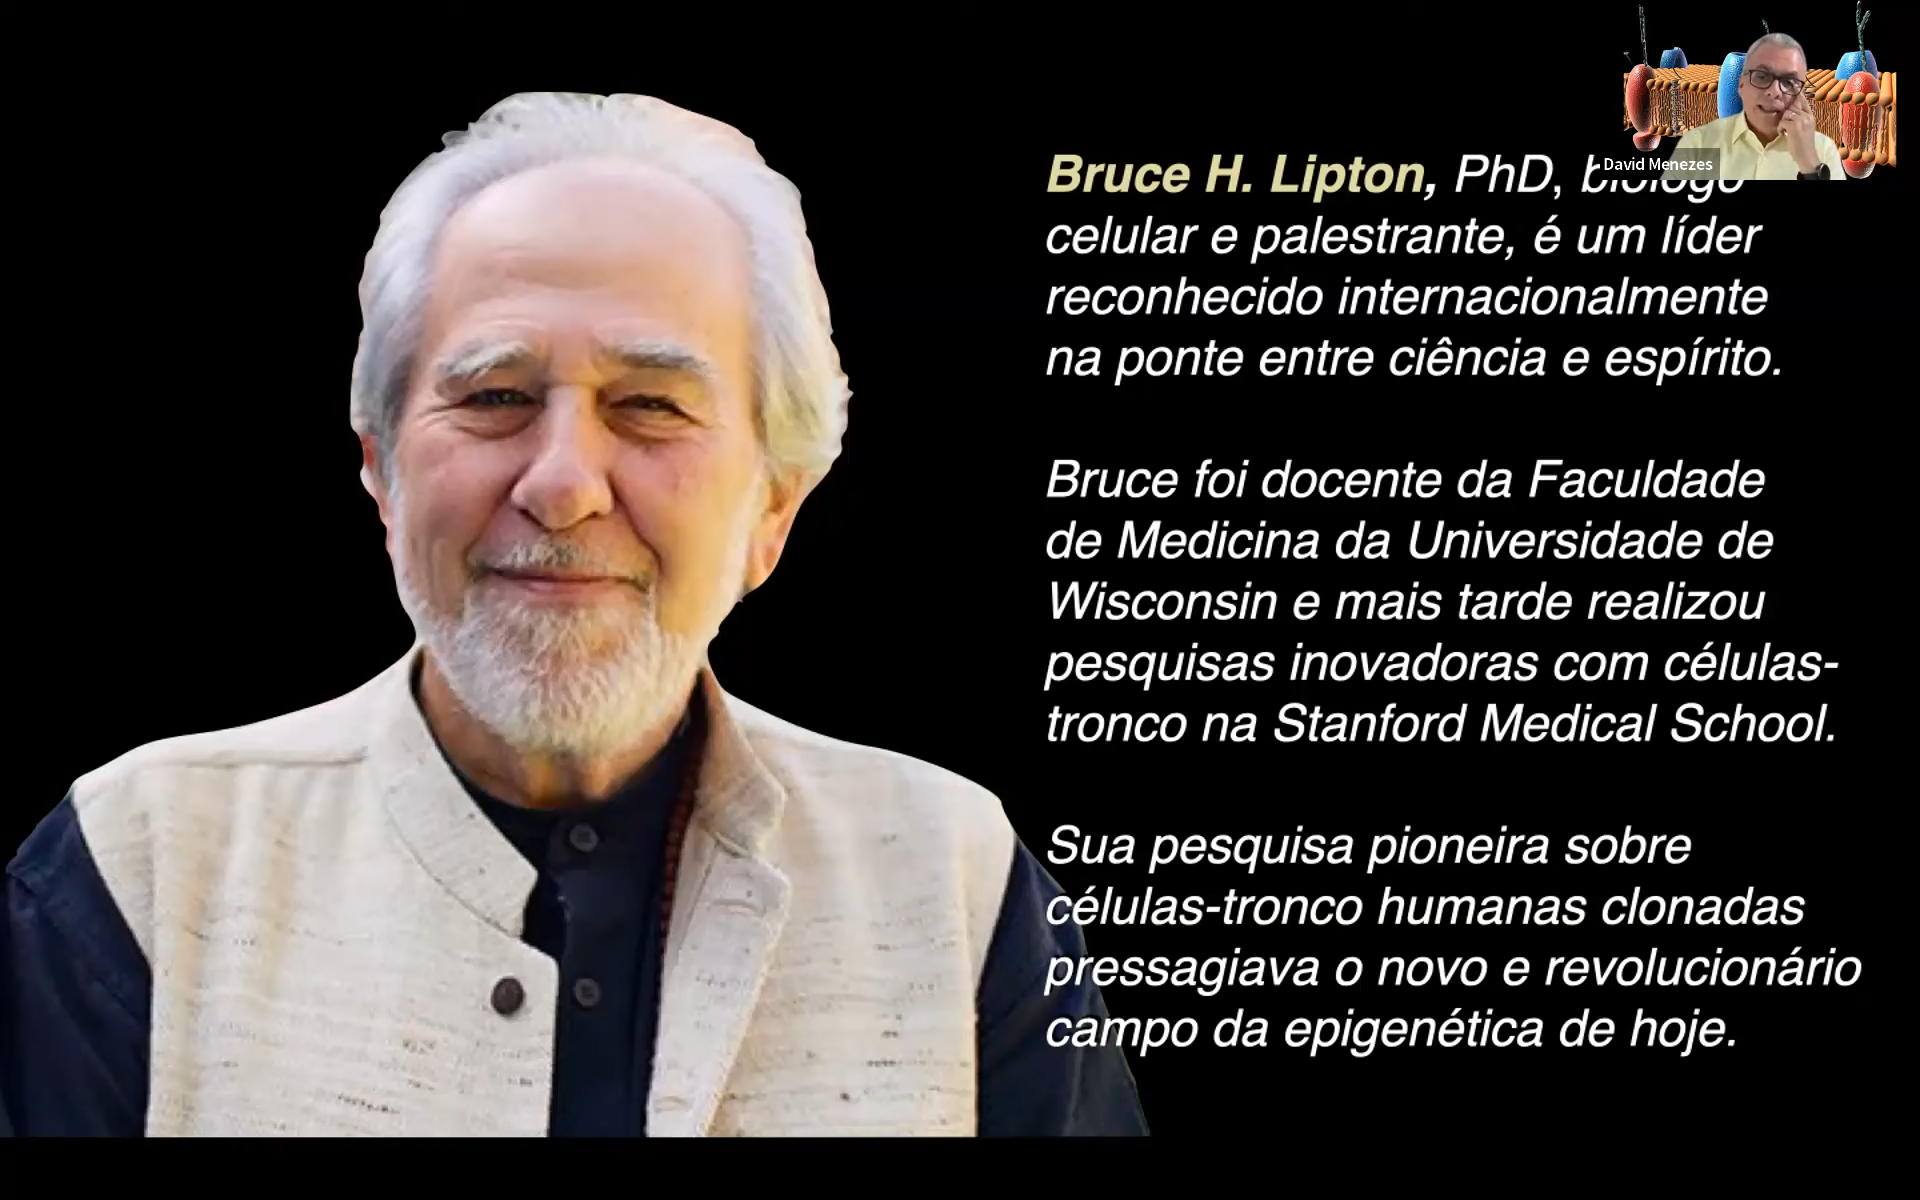 David Menezes
Bruce H. Lipton, PhD, biólogo
celular e palestrante, é um líder
reconhecido internacionalmente
na ponte entre ciência e espírito.
Bruce foi docente da Faculdade
de Medicina da Universidade de
Wisconsin e mais tarde realizou
pesquisas inovadoras com células-
tronco na Stanford Medical School.
Sua pesquisa pioneira sobre
células-tronco humanas clonadas
pressagiava o novo e revolucionário
campo da epigenética de hoje.